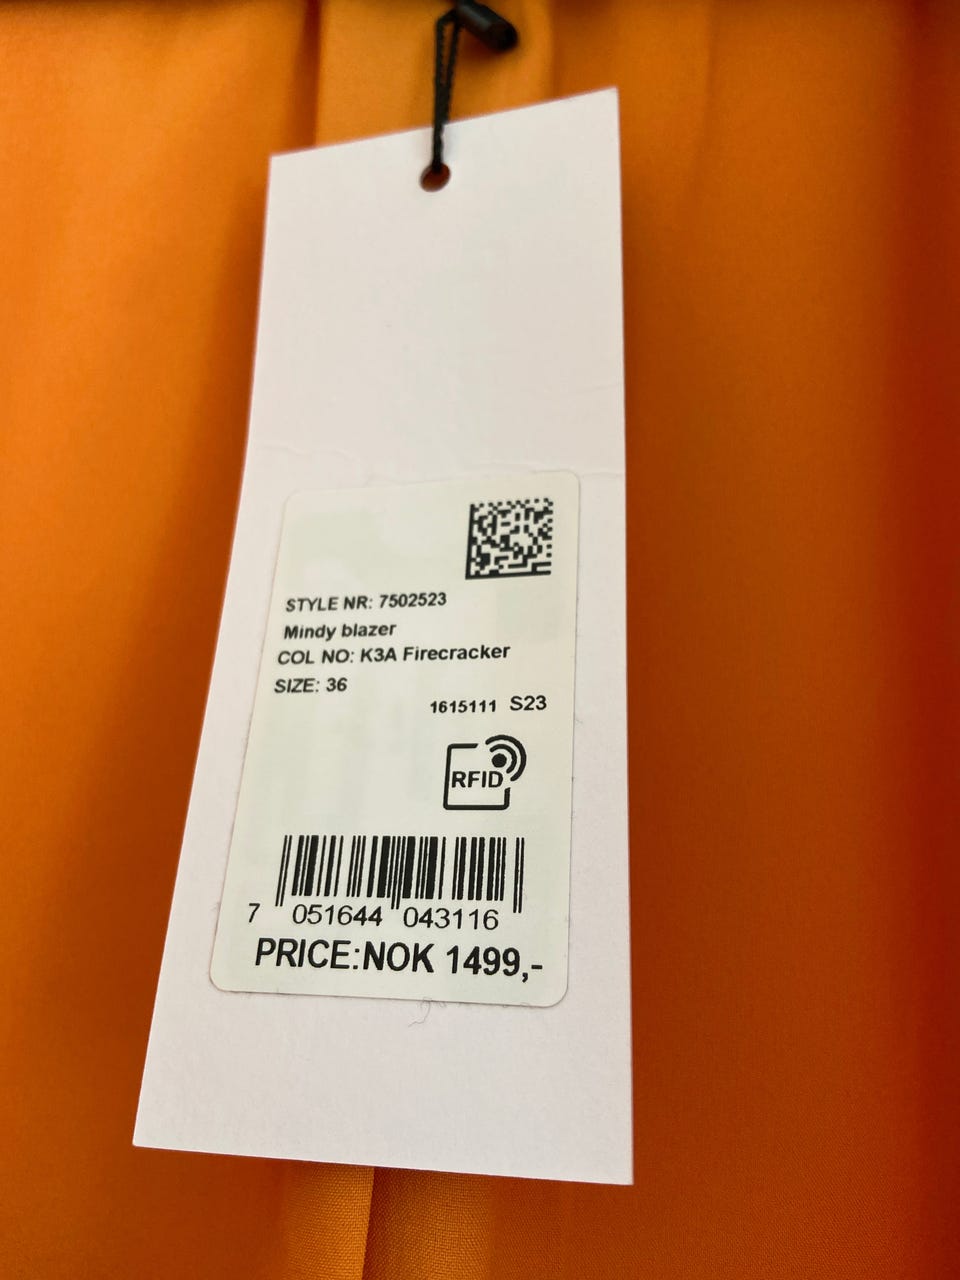 STYLE NR: 7502523
Mindy blazer
COL NO: K3A Firecracker
SIZE: 36
1615111 S23
RFID
7 051644 043116
PRICE:NOK 1499,-